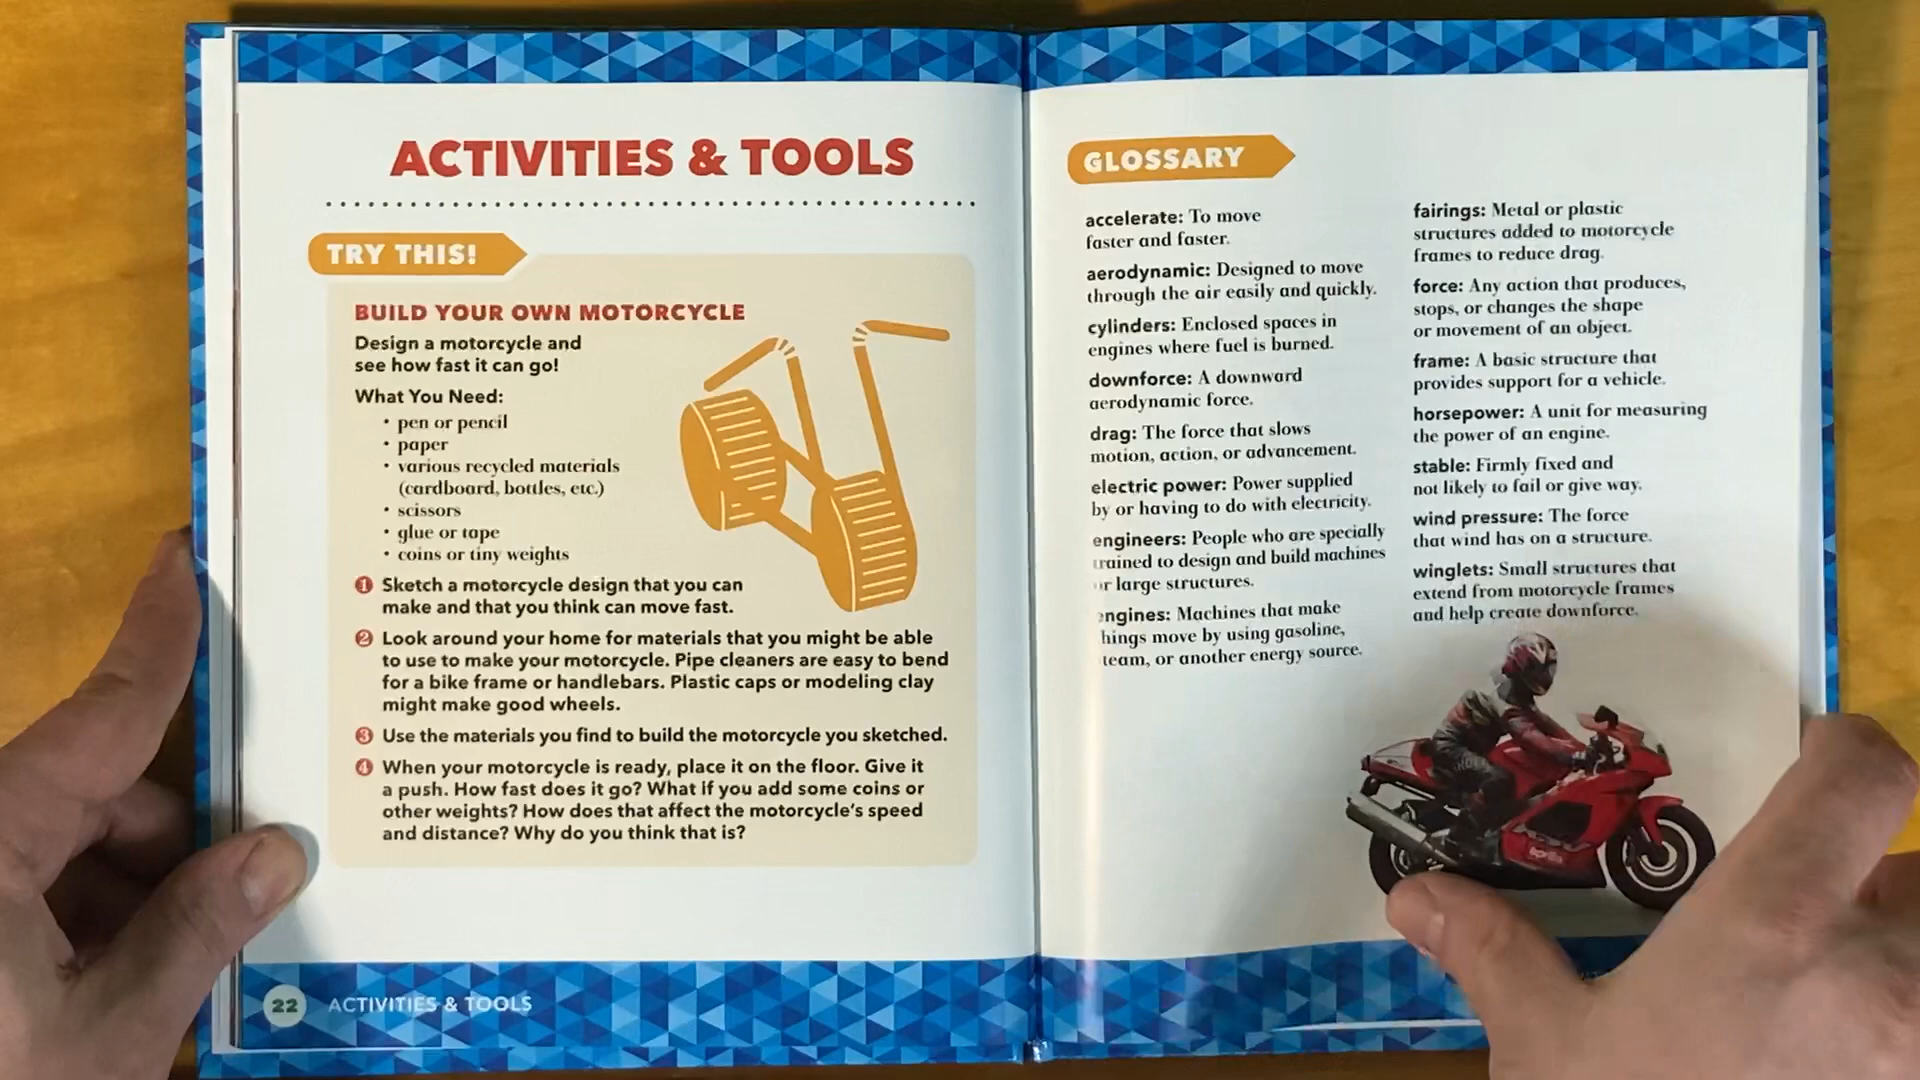 ACTIVITIES & TOOLS
TRY THIS!
BUILD YOUR OWN MOTORCYCLE
Design a motorcycle and
see how fast it can go!
What You Need:
• pen or pencil
• paper
• various recycled materials
(cardboard, bottles, etc.)
• scissors
• glue or tape
• coins or tiny weights
1 Sketch a motorcycle design that you can
make and that you think can move fast.
2 Look around your home for materials that you might be able
to use to make your motorcycle. Pipe cleaners are easy to bend
for a bike frame or handlebars. Plastic caps or modeling clay
might make good wheels.
3 Use the materials you find to build the motorcycle you sketched.
4 When your motorcycle is ready, place it on the floor. Give it
a push. How fast does it go? What if you add some coins or
other weights? How does that affect the motorcycle's speed
and distance? Why do you think that is?
22 ACTIVITIES & TOOLS
GLOSSARY
accelerate: To move
faster and faster.
aerodynamic: Designed to move
through the air easily and quickly.
cylinders: Enclosed spaces in
engines where fuel is burned.
downforce: A downward
aerodynamic force.
drag: The force that slows
motion, action, or advancement.
electric power: Power supplied
by or having to do with electricity.
engineers: People who are specially
trained to design and build machines
or large structures.
engines: Machines that make
things move by using gasoline,
steam, or another energy source.
fairings: Metal or plastic
structures added to motorcycle
frames to reduce drag.
force: Any action that produces,
stops, or changes the shape
or movement of an object.
frame: A basic structure that
provides support for a vehicle.
horsepower: A unit for measuring
the power of an engine.
stable: Firmly fixed and
not likely to fail or give way.
wind pressure: The force
that wind has on a structure.
winglets: Small structures that
extend from motorcycle frames
and help create downforce.
aprilia